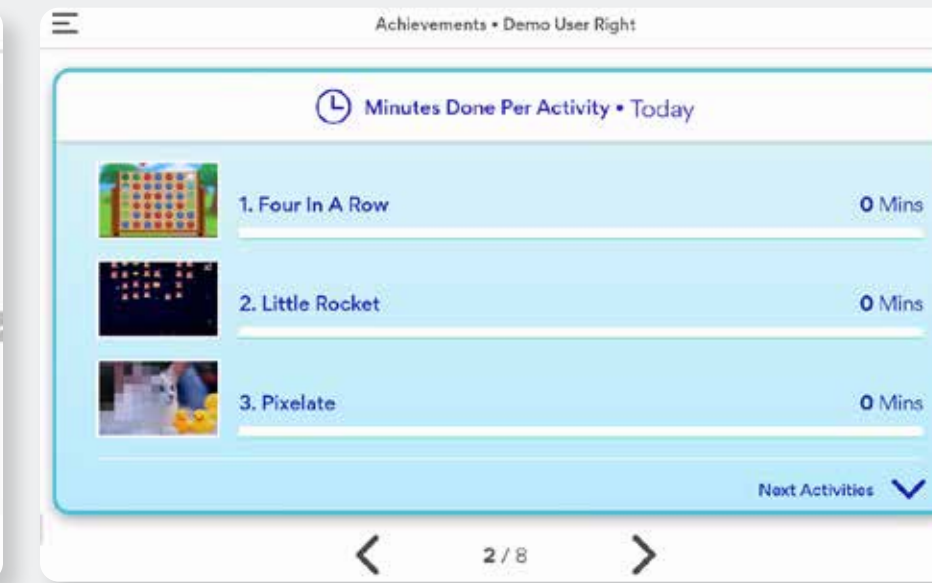 Achievements • Demo User Right
Minutes Done Per Activity • Today
1. Four In A Row 0 Mins
2. Little Rocket 0 Mins
3. Pixelate 0 Mins
Next Activities
2 / 8